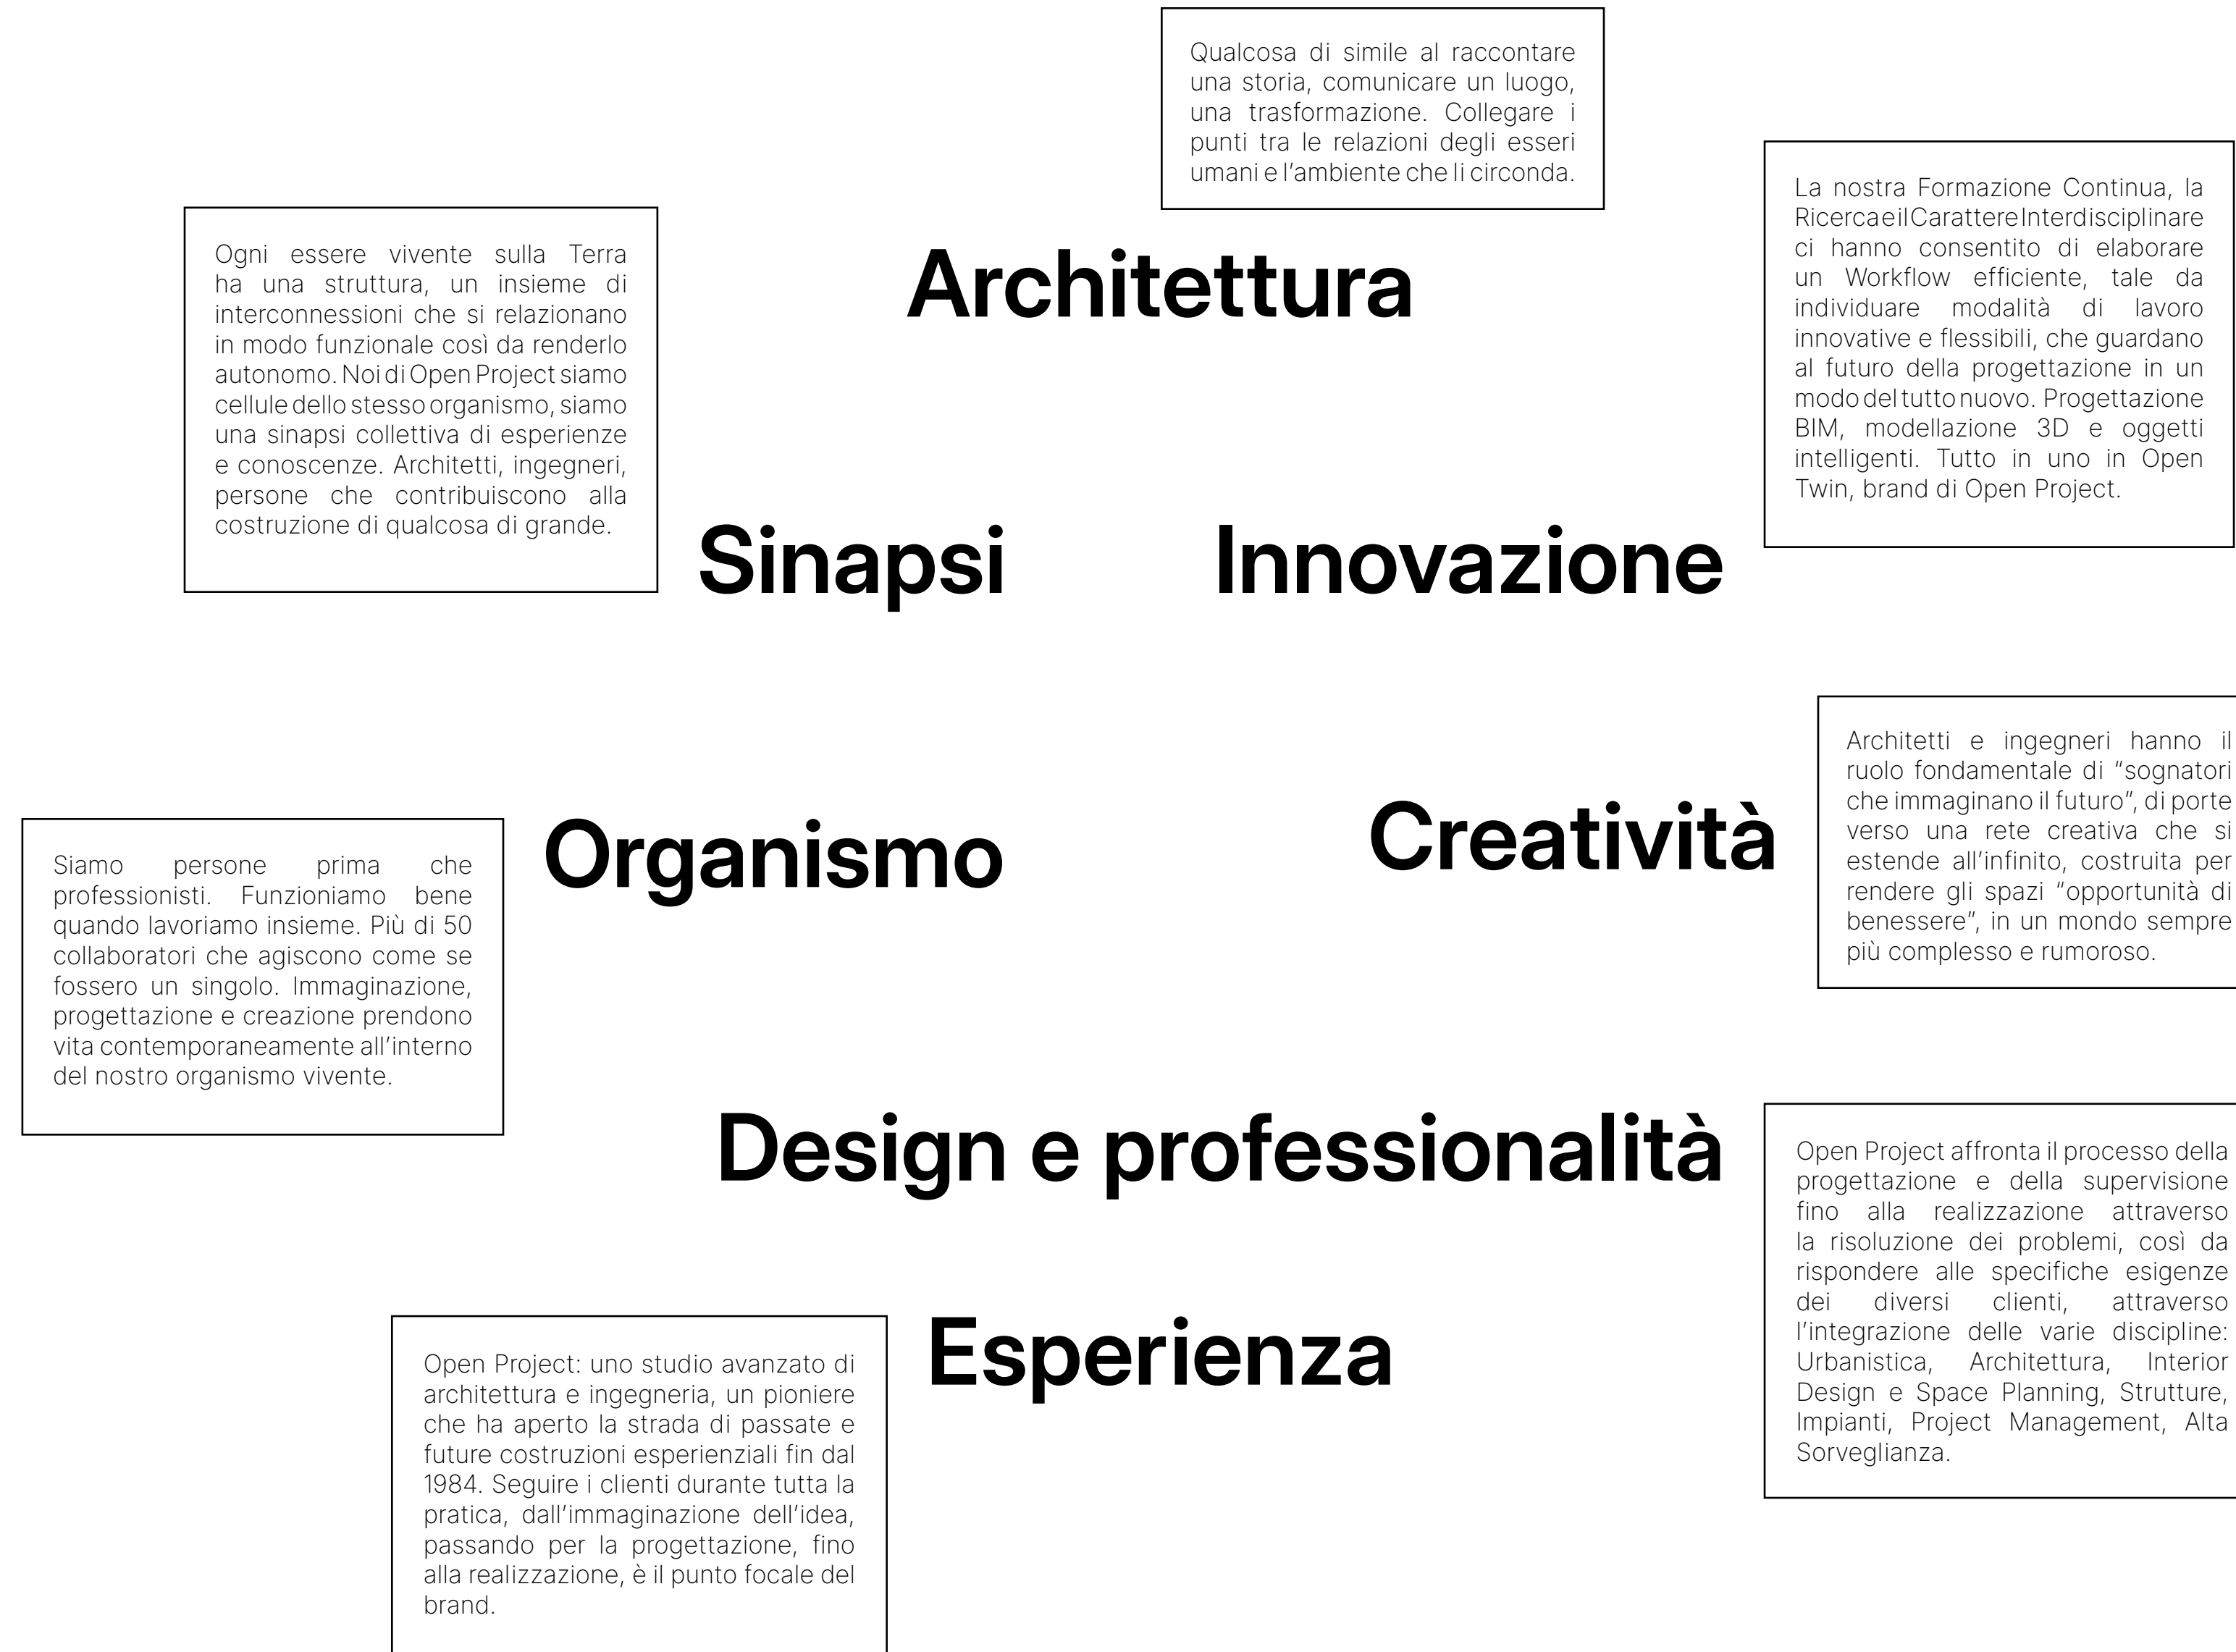 Qualcosa di simile al raccontare
una storia, comunicare un luogo,
una trasformazione. Collegare i
punti tra le relazioni degli esseri
umani e l’ambiente che li circonda.
Architettura
Ogni essere vivente sulla Terra
ha una struttura, un insieme di
interconnessioni che si relazionano
in modo funzionale così da renderlo
autonomo. Noi di Open Project siamo
cellule dello stesso organismo, siamo
una sinapsi collettiva di esperienze
e conoscenze. Architetti, ingegneri,
persone che contribuiscono alla
costruzione di qualcosa di grande.
Sinapsi
La nostra Formazione Continua, la
Ricerca e il Carattere Interdisciplinare
ci hanno consentito di elaborare
un Workflow efficiente, tale da
individuare modalità di lavoro
innovative e flessibili, che guardano
al futuro della progettazione in un
modo del tutto nuovo. Progettazione
BIM, modellazione 3D e oggetti
intelligenti. Tutto in uno in Open
Twin, brand di Open Project.
Innovazione
Siamo persone prima che
professionisti. Funzioniamo bene
quando lavoriamo insieme. Più di 50
collaboratori che agiscono come se
fossero un singolo. Immaginazione,
progettazione e creazione prendono
vita contemporaneamente all’interno
del nostro organismo vivente.
Organismo
Creatività
Architetti e ingegneri hanno il
ruolo fondamentale di “sognatori
che immaginano il futuro”, di porte
verso una rete creativa che si
estende all’infinito, costruita per
rendere gli spazi “opportunità di
benessere”, in un mondo sempre
più complesso e rumoroso.
Design e professionalità
Open Project affronta il processo della
progettazione e della supervisione
fino alla realizzazione attraverso
la risoluzione dei problemi, così da
rispondere alle specifiche esigenze
dei diversi clienti, attraverso
l’integrazione delle varie discipline:
Urbanistica, Architettura, Interior
Design e Space Planning, Strutture,
Impianti, Project Management, Alta
Sorveglianza.
Esperienza
Open Project: uno studio avanzato di
architettura e ingegneria, un pioniere
che ha aperto la strada di passate e
future costruzioni esperienziali fin dal
1984. Seguire i clienti durante tutta la
pratica, dall’immaginazione dell’idea,
passando per la progettazione, fino
alla realizzazione, è il punto focale del
brand.